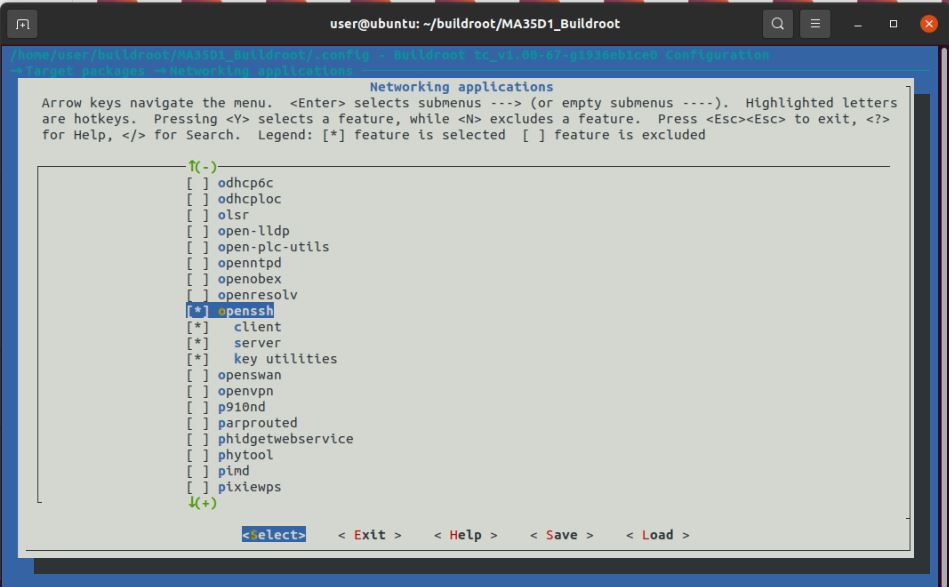 user@ubuntu: ~/buildroot/MA35D1_Buildroot
/home/user/buildroot/MA35D1_Buildroot/.config - Buildroot tc_v1.00-67-g1936eb1ce0 Configuration
→ Target packages → Networking applications
Networking applications
Arrow keys navigate the menu. <Enter> selects submenus ---> (or empty submenus ----). Highlighted letters
are hotkeys. Pressing <Y> selects a feature, while <N> excludes a feature. Press <Esc><Esc> to exit, <?>
for Help, </> for Search. Legend: [*] feature is selected [ ] feature is excluded
↑(-)
[ ] odhcp6c
[ ] odhcploc
[ ] olsr
[ ] open-lldp
[ ] open-plc-utils
[ ] openntpd
[ ] openobex
[ ] openresolv
[*] openssh
[*] client
[*] server
[*] key utilities
[ ] openswan
[ ] openvpn
[ ] p910nd
[ ] parprouted
[ ] phidgetwebservice
[ ] phytool
[ ] pimd
[ ] pixiewps
↓(+)
<Select> < Exit > < Help > < Save > < Load >